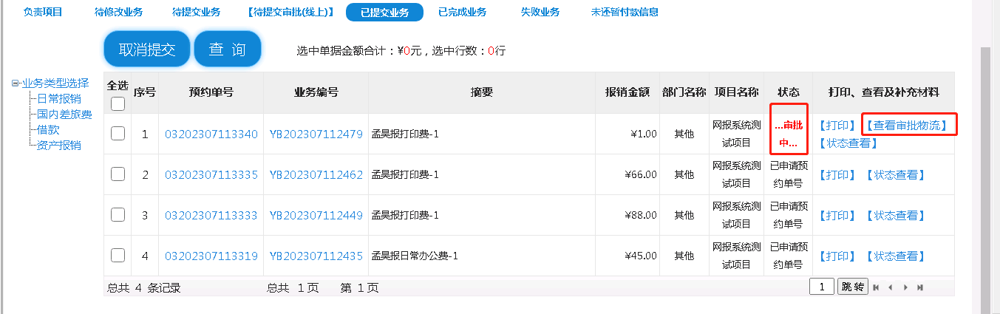 负责项目 待修改业务 待提交业务 【待提交审批(线上)】 已提交业务 已完成业务 失败业务 未还暂付款信息
取消提交 查 询 选中单据金额合计：¥0元，选中行数：0行
业务类型选择
日常报销
国内差旅费
借款
资产报销
全选 序号 预约单号 业务编号 摘要 报销金额 部门名称 项目名称 状态 打印、查看及补充材料
1 03202307113340 YB202307112479 孟昊报打印费-1 ¥1.00 其他 网报系统测试项目 ...审批中... 【打印】 【查看审批物流】
【状态查看】
2 03202307113335 YB202307112462 孟昊报打印费-1 ¥66.00 其他 网报系统测试项目 已申请预约单号 【打印】 【状态查看】
3 03202307113333 YB202307112449 孟昊报打印费-1 ¥88.00 其他 网报系统测试项目 已申请预约单号 【打印】 【状态查看】
4 03202307113319 YB202307112435 孟昊报日常办公费-1 ¥45.00 其他 网报系统测试项目 已申请预约单号 【打印】 【状态查看】
总共 4 条记录 总共 1 页 第 1 页 1 跳转